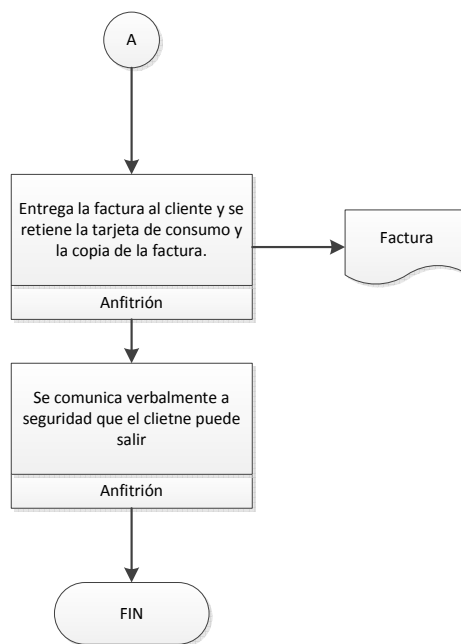 A
Entrega la factura al cliente y se
retiene la tarjeta de consumo y
la copia de la factura.
Factura
Anfitrión
Se comunica verbalmente a
seguridad que el clietne puede
salir
Anfitrión
FIN